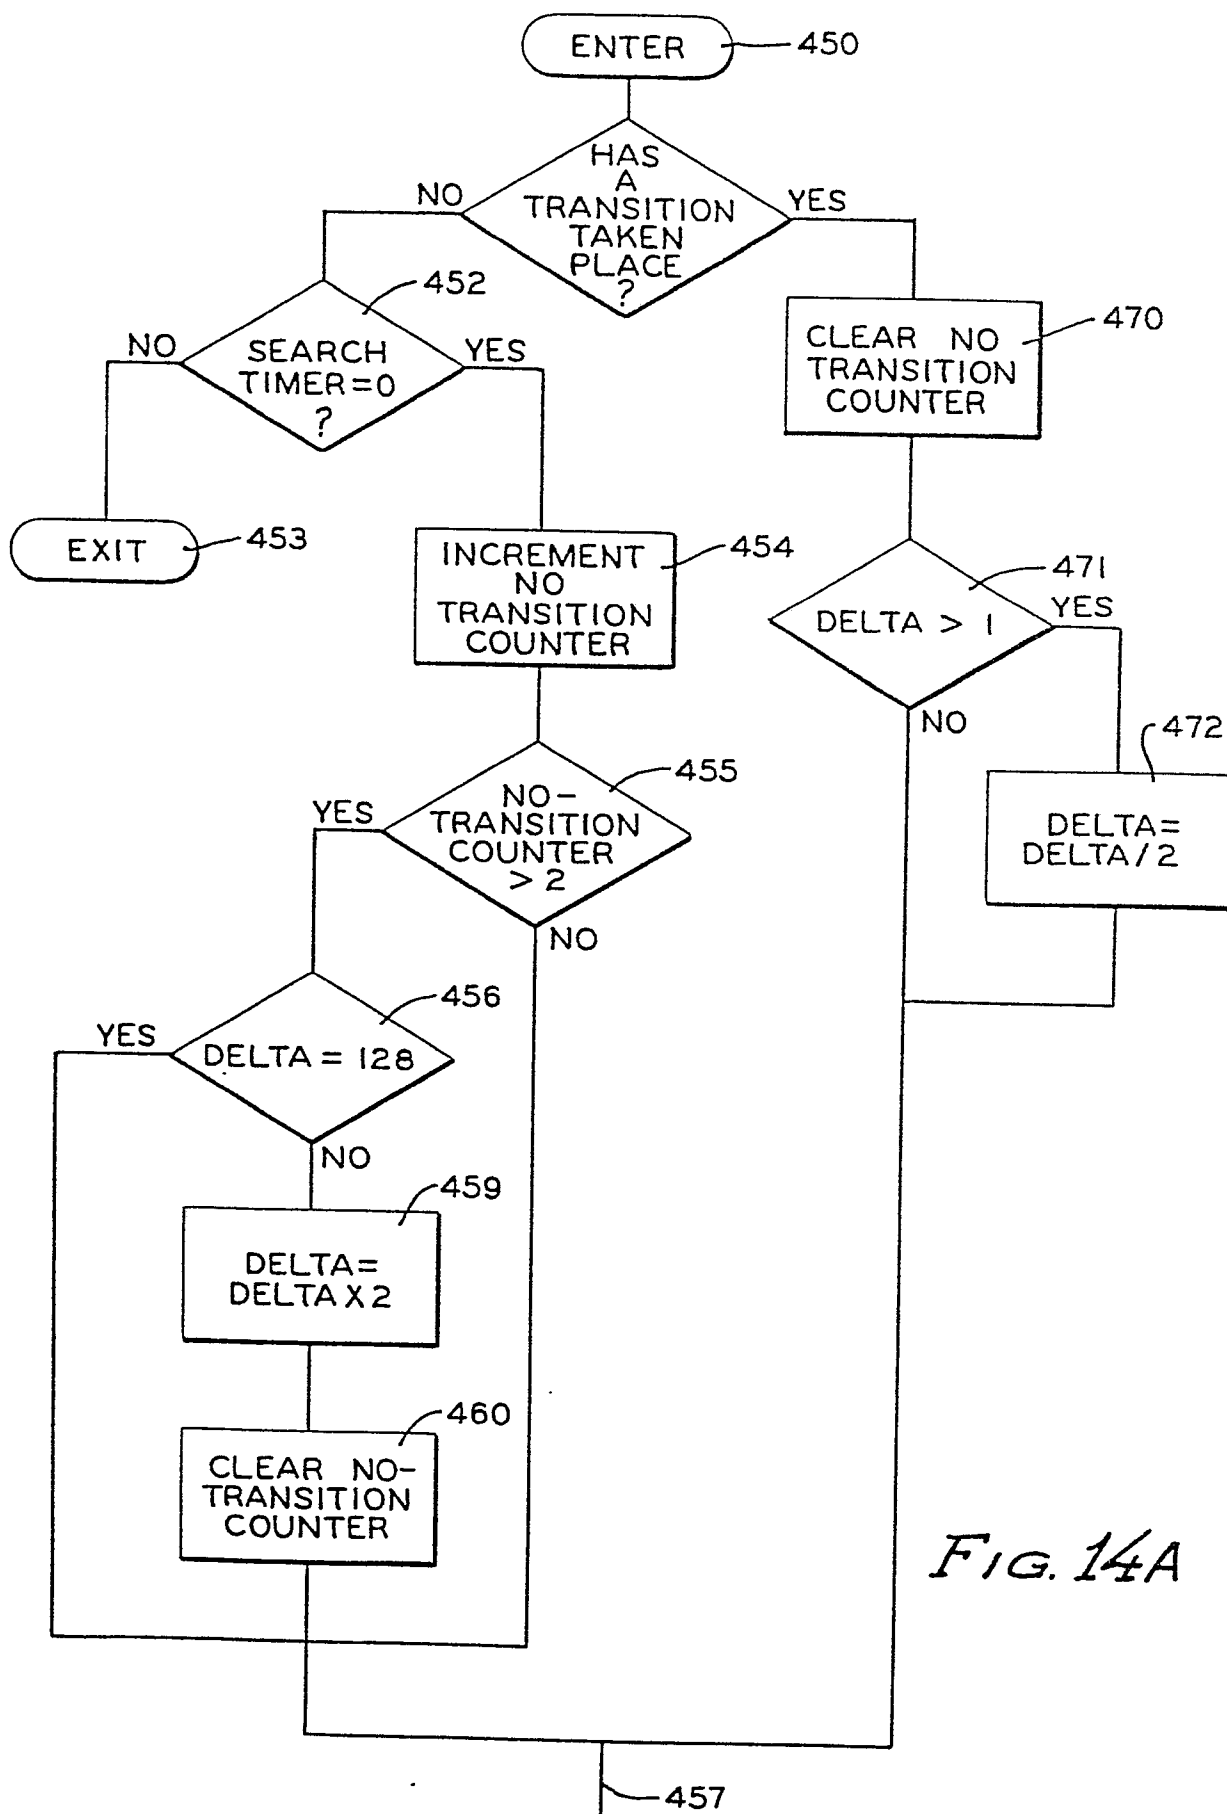 ENTER
450
HAS
A
TRANSITION
TAKEN
PLACE
?
NO
YES
452
SEARCH
TIMER=0
?
NO
YES
470
CLEAR NO
TRANSITION
COUNTER
EXIT
453
454
INCREMENT
NO
TRANSITION
COUNTER
471
DELTA > 1
YES
NO
472
DELTA=
DELTA/2
455
NO-
TRANSITION
COUNTER
> 2
YES
NO
456
DELTA = 128
YES
NO
459
DELTA=
DELTA X 2
460
CLEAR NO-
TRANSITION
COUNTER
FIG. 14A
457